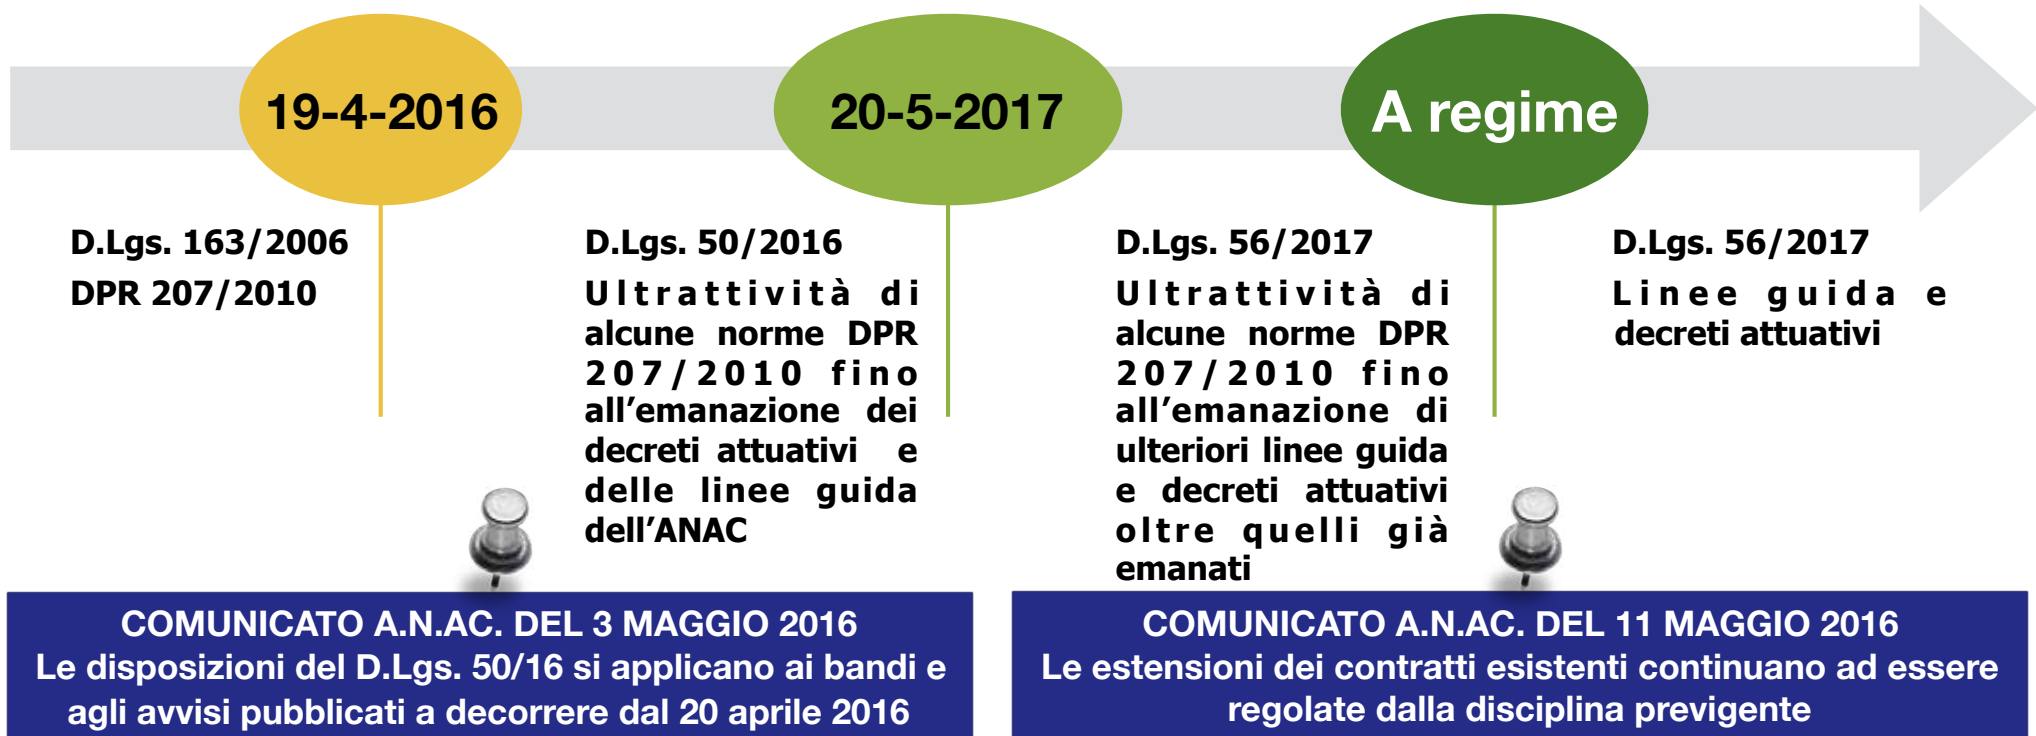 19-4-2016
20-5-2017
A regime
D.Lgs. 163/2006
DPR 207/2010
D.Lgs. 50/2016
Ultrattività di
alcune norme DPR
207/2010 fino
all’emanazione dei
decreti attuativi e
delle linee guida
dell’ANAC
D.Lgs. 56/2017
Ultrattività di
alcune norme DPR
207/2010 fino
all’emanazione di
ulteriori linee guida
e decreti attuativi
oltre quelli già
emanati
D.Lgs. 56/2017
Linee guida e
decreti attuativi
COMUNICATO A.N.AC. DEL 3 MAGGIO 2016
Le disposizioni del D.Lgs. 50/16 si applicano ai bandi e
agli avvisi pubblicati a decorrere dal 20 aprile 2016
COMUNICATO A.N.AC. DEL 11 MAGGIO 2016
Le estensioni dei contratti esistenti continuano ad essere
regolate dalla disciplina previgente